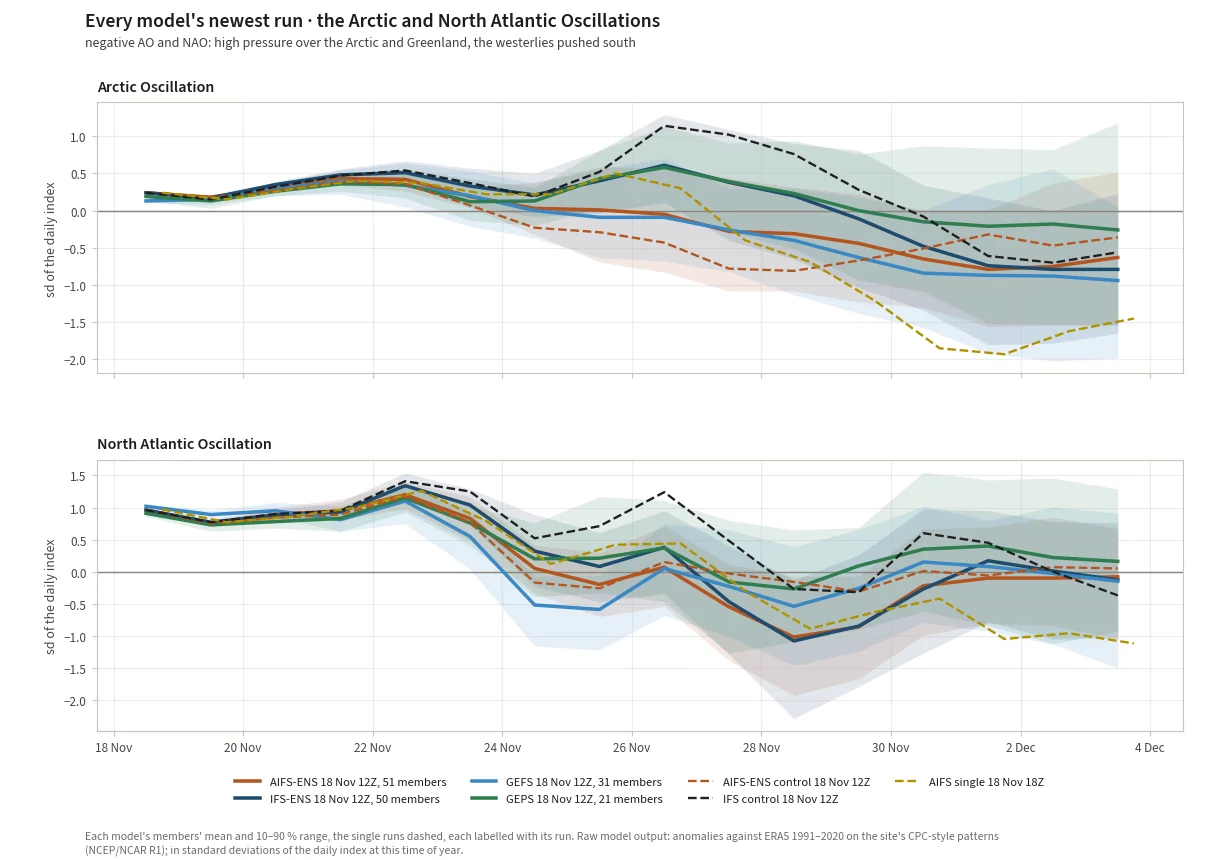 Every model's newest run · the Arctic and North Atlantic Oscillations
negative AO and NAO: high pressure over the Arctic and Greenland, the westerlies pushed south
Arctic Oscillation
sd of the daily index
1.0
0.5
0.0
−0.5
−1.0
−1.5
−2.0
North Atlantic Oscillation
sd of the daily index
1.5
1.0
0.5
0.0
−0.5
−1.0
−1.5
−2.0
18 Nov 20 Nov 22 Nov 24 Nov 26 Nov 28 Nov 30 Nov 2 Dec 4 Dec
AIFS-ENS 18 Nov 12Z, 51 members GEFS 18 Nov 12Z, 31 members AIFS-ENS control 18 Nov 12Z AIFS single 18 Nov 18Z
IFS-ENS 18 Nov 12Z, 50 members GEPS 18 Nov 12Z, 21 members IFS control 18 Nov 12Z
Each model's members' mean and 10–90 % range, the single runs dashed, each labelled with its run. Raw model output: anomalies against ERA5 1991–2020 on the site's CPC-style patterns
(NCEP/NCAR R1); in standard deviations of the daily index at this time of year.